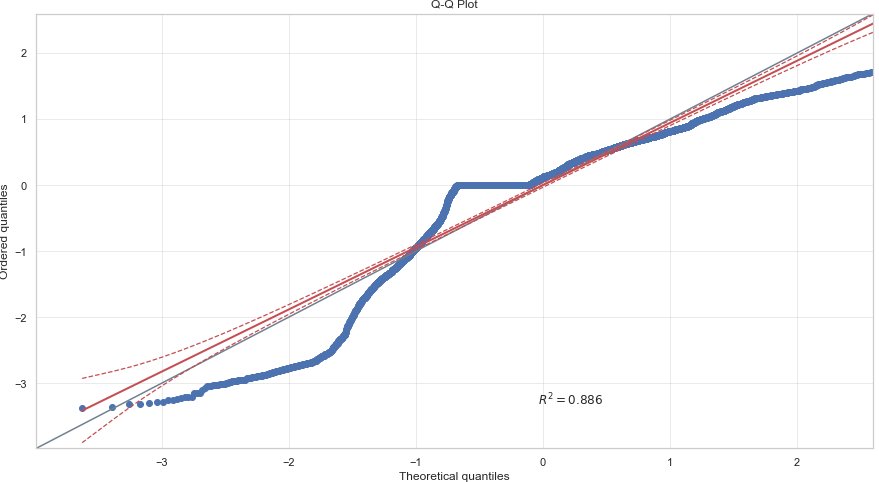 Q-Q Plot
2
1
0
−1
−2
−3
Ordered quantiles
R² = 0.886
−3 −2 −1 0 1 2
Theoretical quantiles